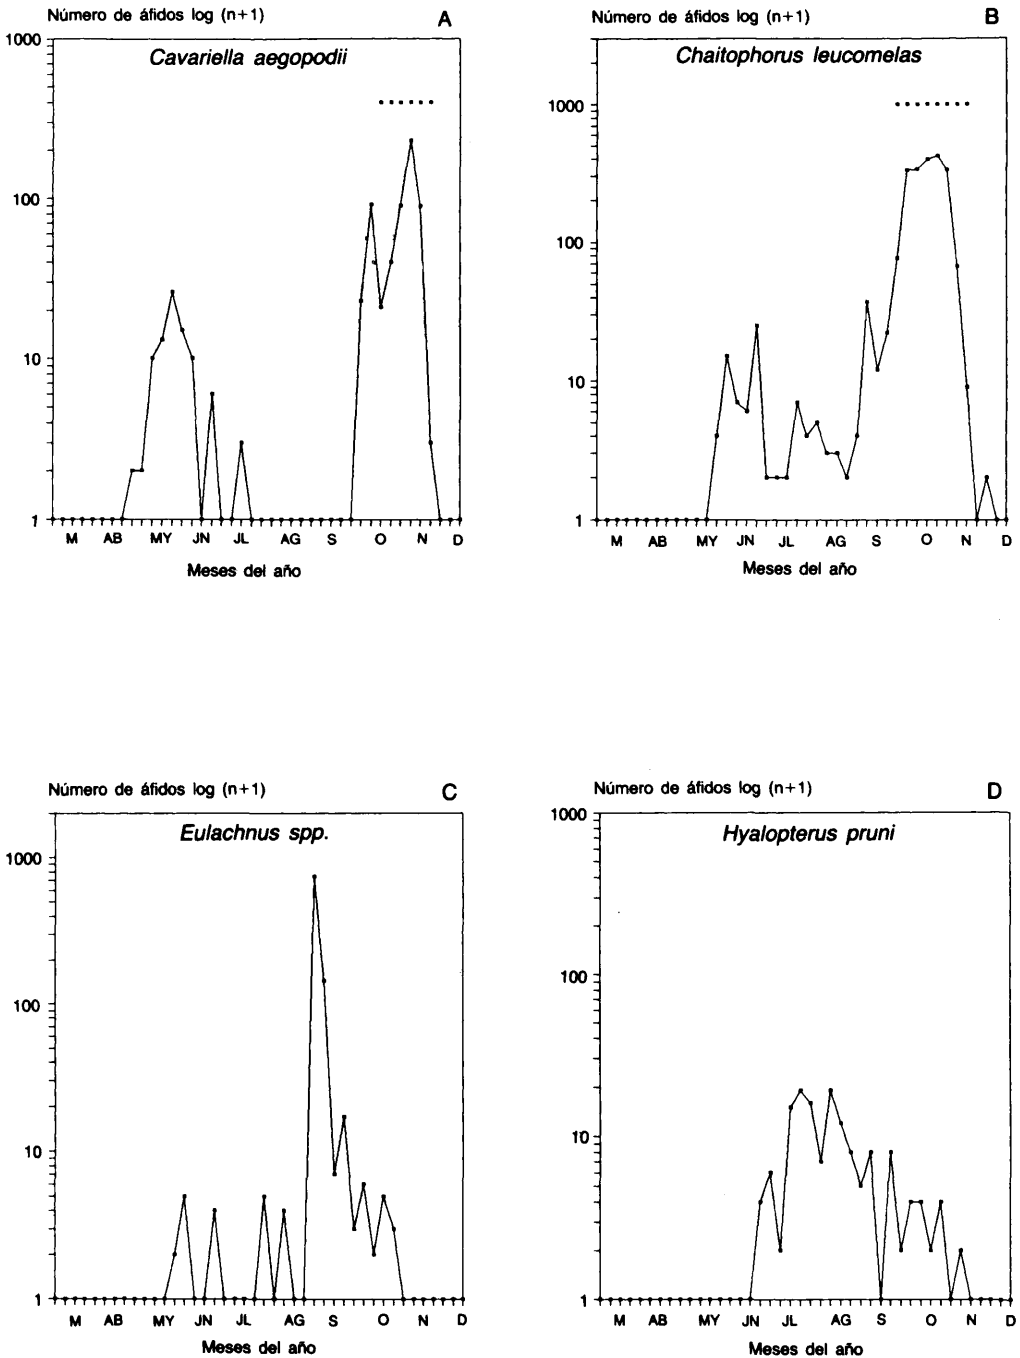 Número de áfidos log (n+1)
A
Cavariella aegopodii
1000
100
10
1
M AB MY JN JL AG S O N D
Meses del año
Número de áfidos log (n+1)
B
Chaitophorus leucomelas
1000
100
10
1
M AB MY JN JL AG S O N D
Meses del año
Número de áfidos log (n+1)
C
Eulachnus spp.
1000
100
10
1
M AB MY JN JL AG S O N D
Meses del año
Número de áfidos log (n+1)
D
Hyalopterus pruni
1000
100
10
1
M AB MY JN JL AG S O N D
Meses del año